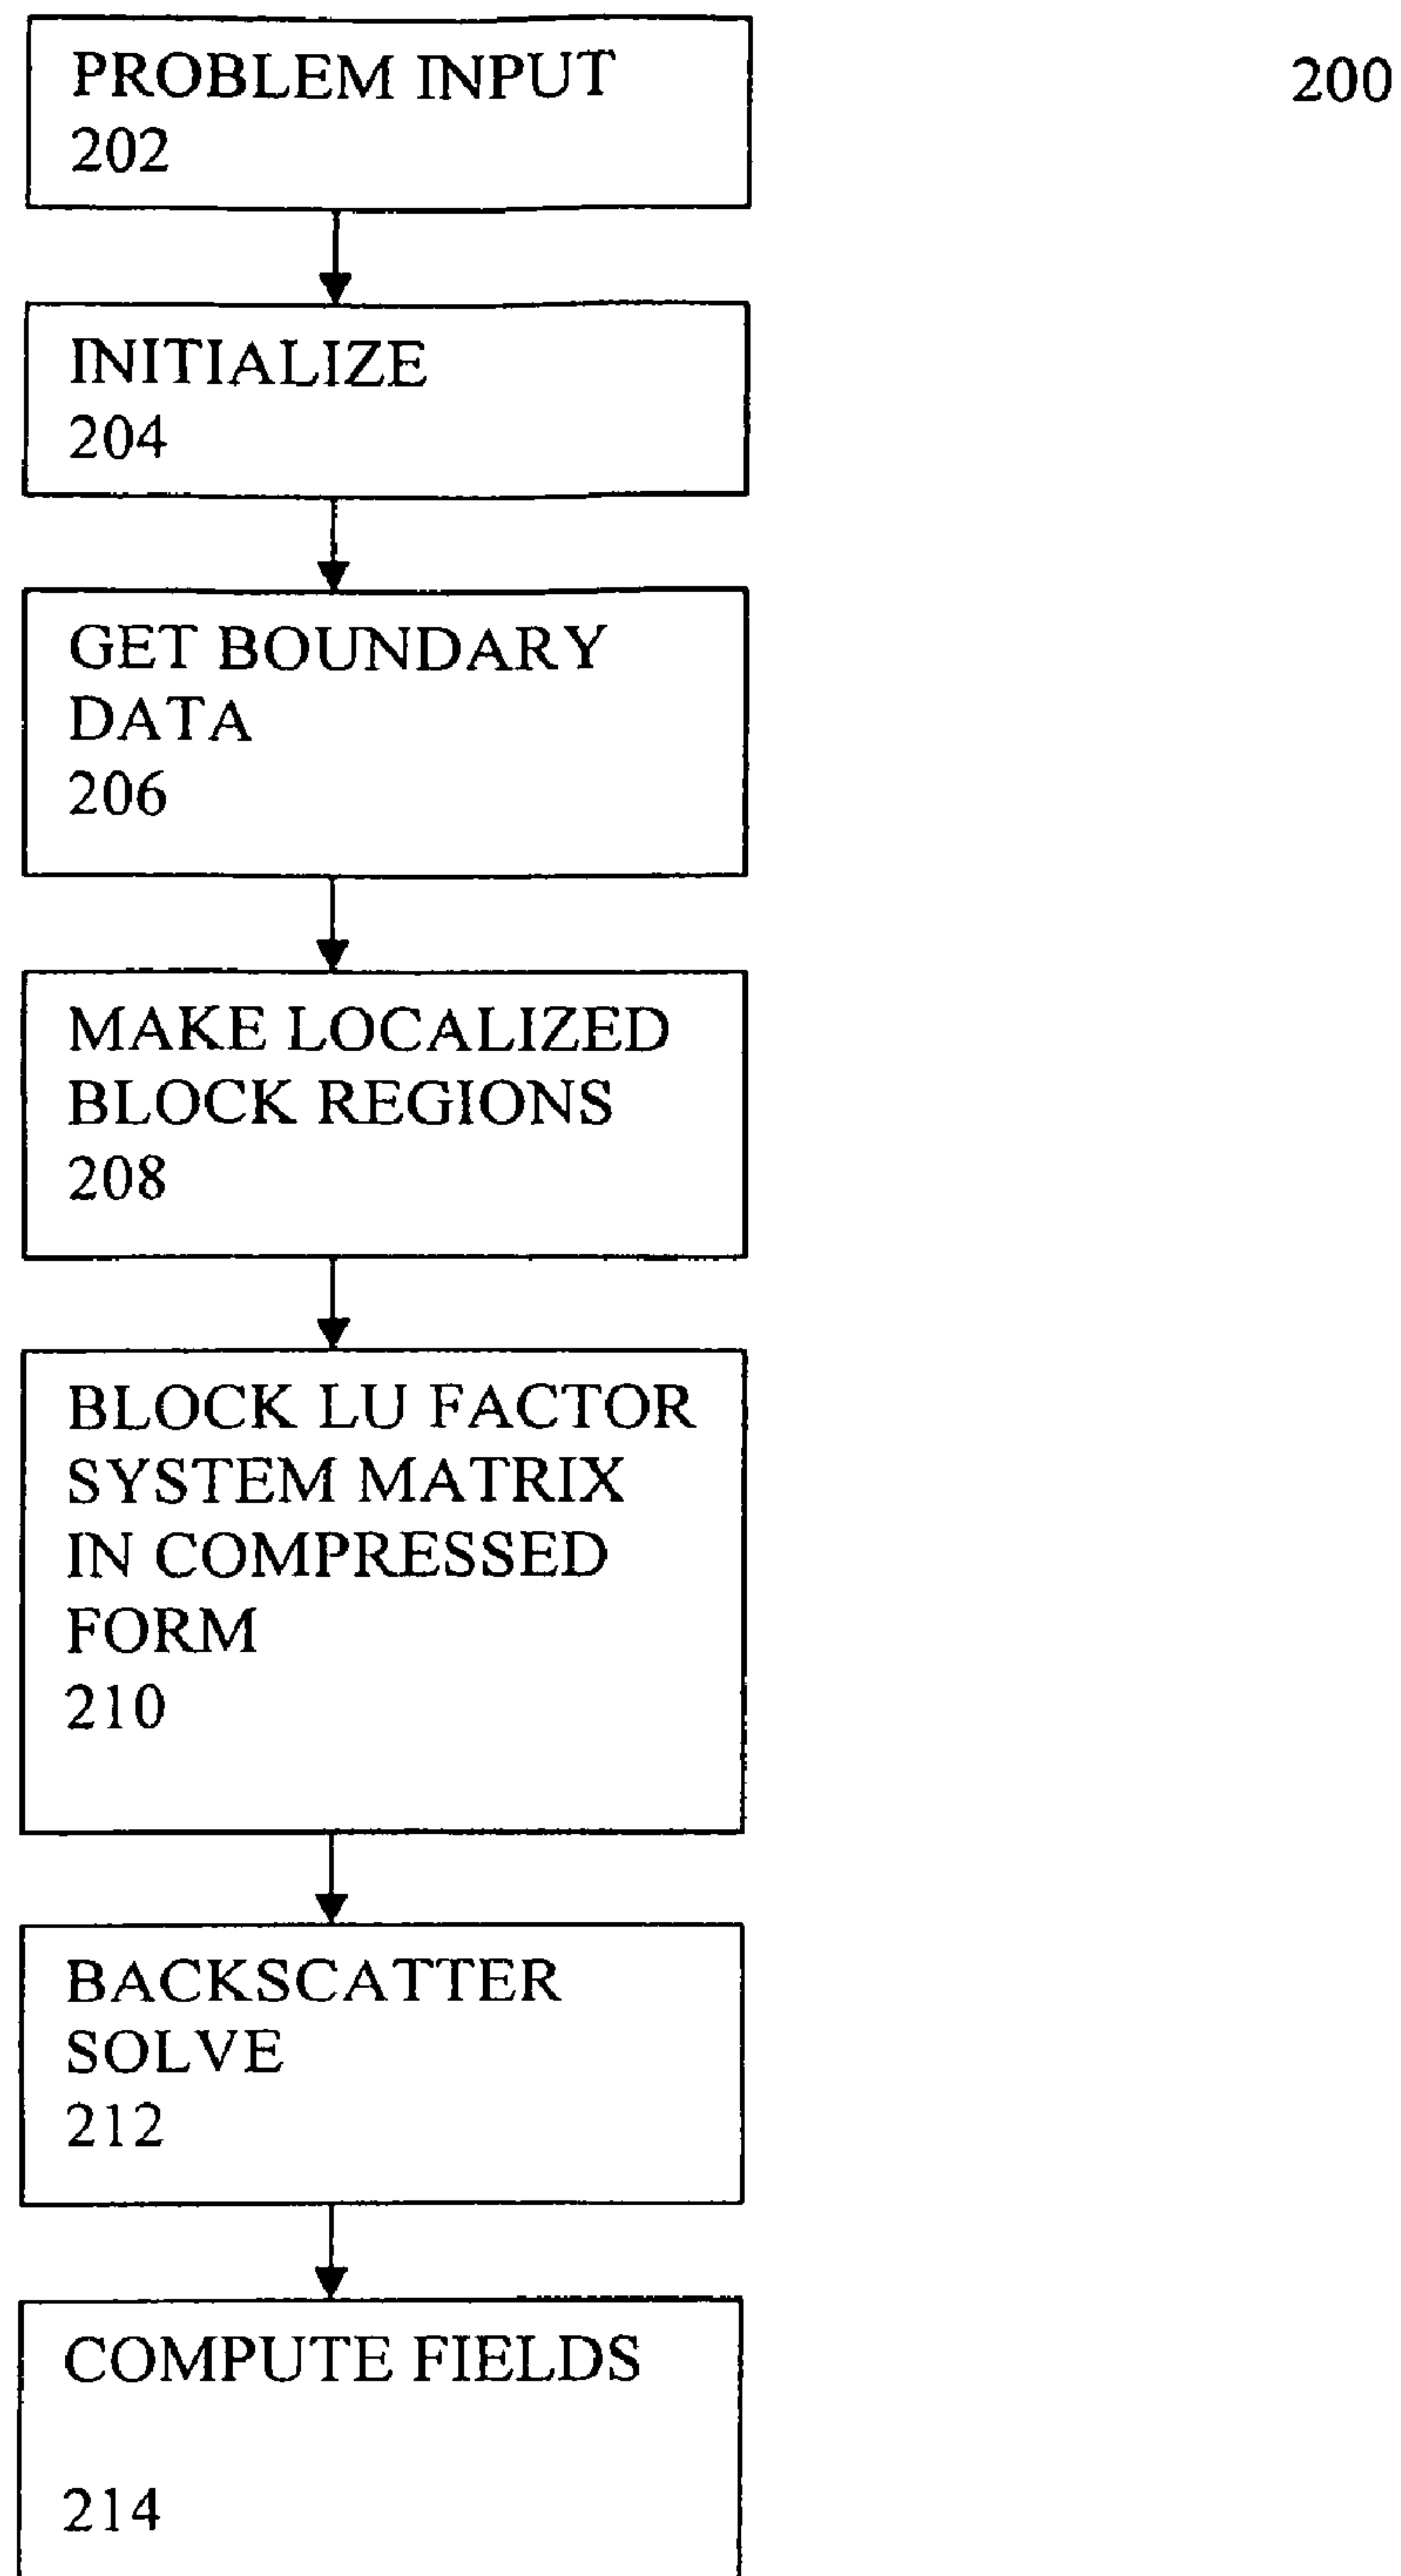 PROBLEM INPUT
202
200
INITIALIZE
204
GET BOUNDARY
DATA
206
MAKE LOCALIZED
BLOCK REGIONS
208
BLOCK LU FACTOR
SYSTEM MATRIX
IN COMPRESSED
FORM
210
BACKSCATTER
SOLVE
212
COMPUTE FIELDS
214